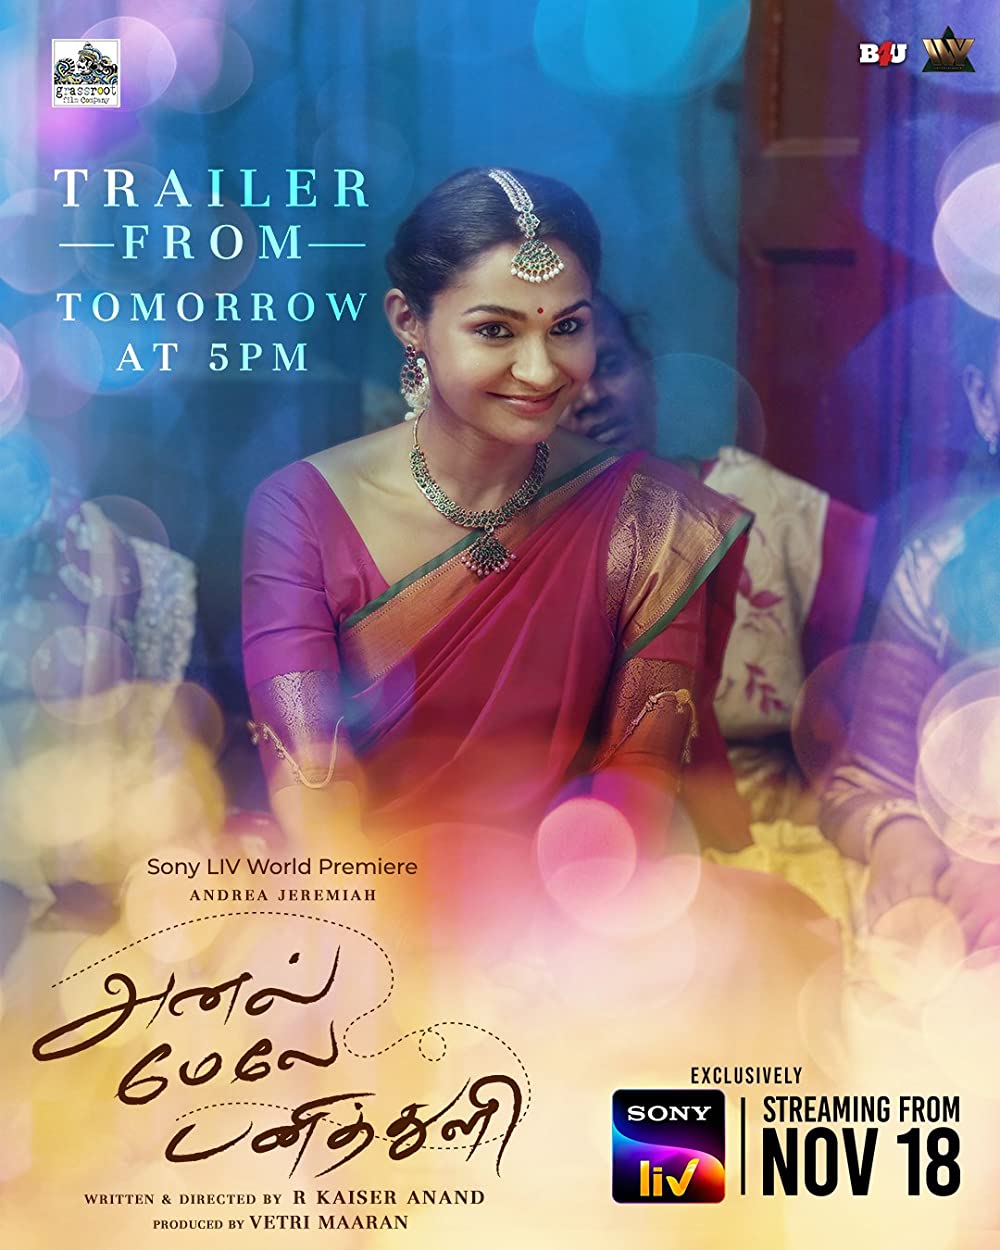 grassroot
film Company
B4U
TRAILER
FROM
TOMORROW
AT 5PM
Sony LIV World Premiere
ANDREA JEREMIAH
அனல்
மேலே
பனித்துளி
WRITTEN & DIRECTED BY R KAISER ANAND
PRODUCED BY VETRI MAARAN
EXCLUSIVELY
SONY
liv
STREAMING FROM
NOV 18